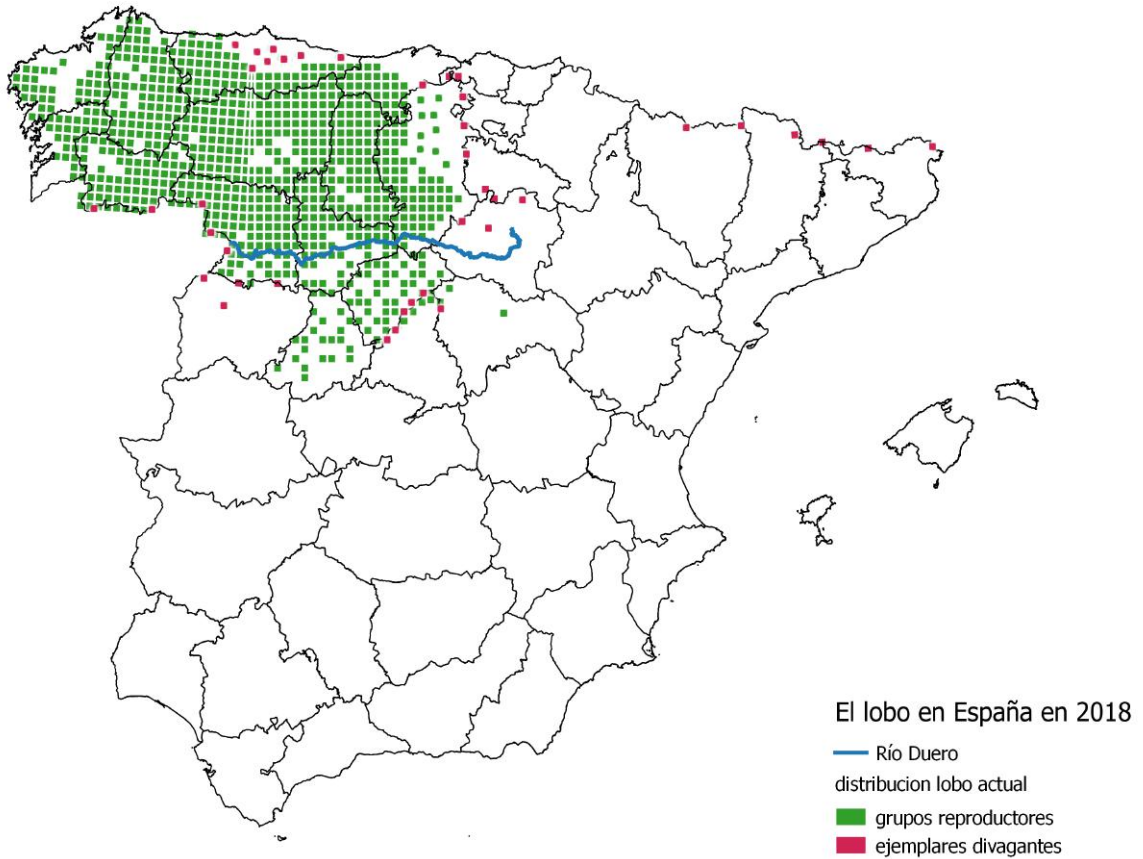 El lobo en España en 2018
Río Duero
distribucion lobo actual
grupos reproductores
ejemplares divagantes